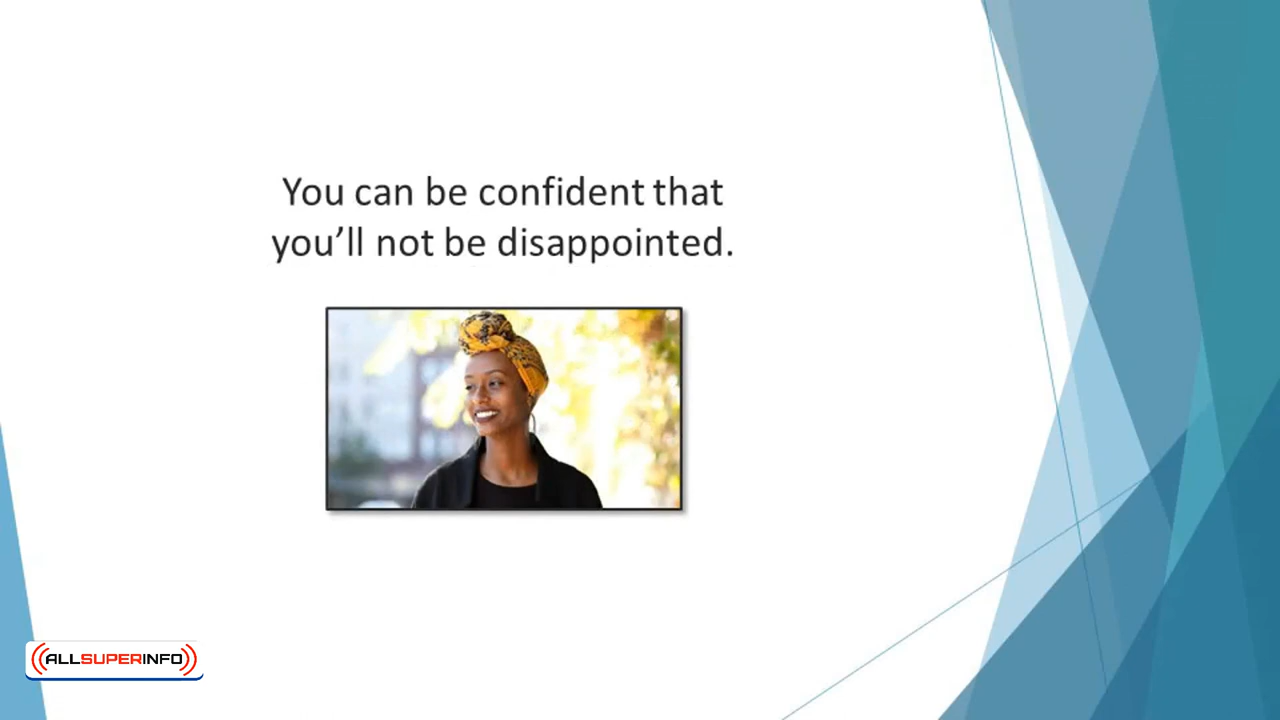 You can be confident that
you’ll not be disappointed.
((ALLSUPERINFO))